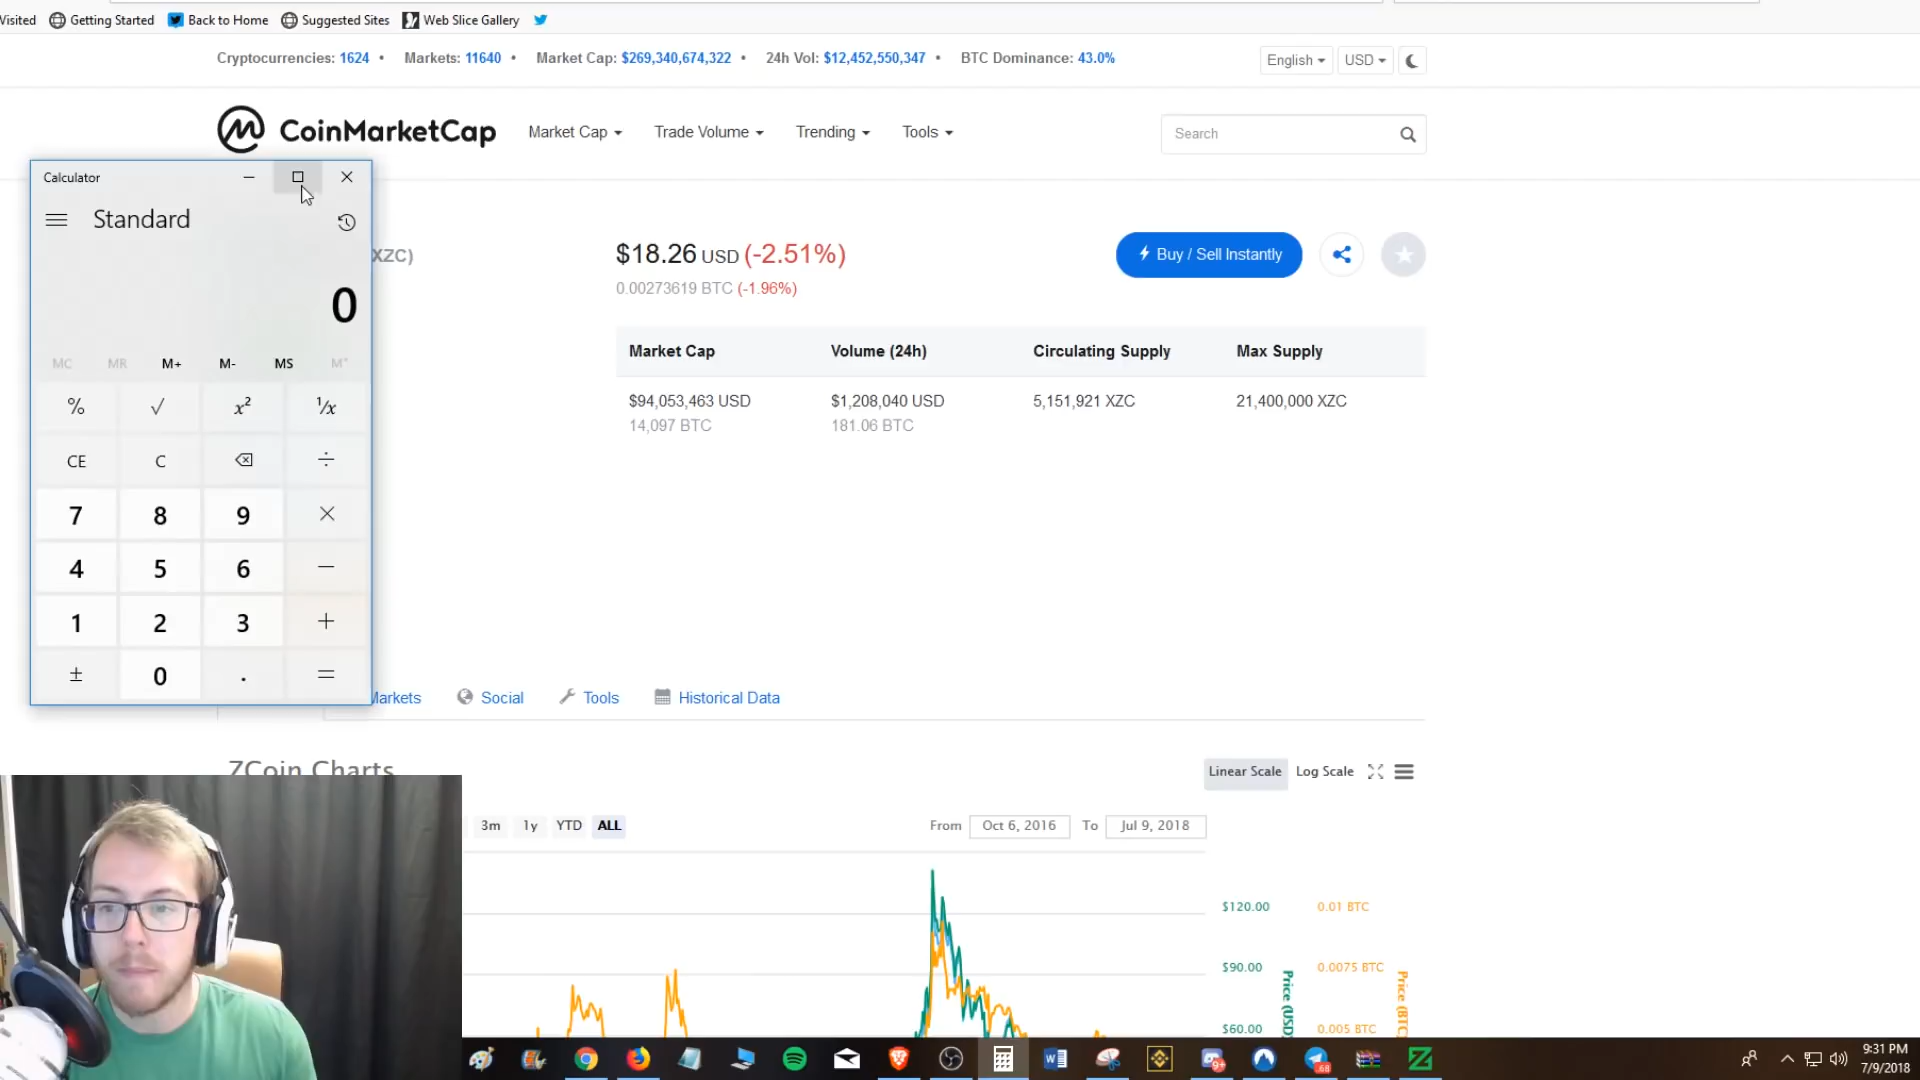 Visited Getting Started Back to Home Suggested Sites Web Slice Gallery
Cryptocurrencies: 1624 • Markets: 11640 • Market Cap: $269,340,674,322 • 24h Vol: $12,452,550,347 • BTC Dominance: 43.0%
English USD
CoinMarketCap
Market Cap Trade Volume Trending Tools
Search
Calculator
Standard
0
MC MR M+ M- MS
% √ x² ¹/x
CE C ÷
7 8 9 ×
4 5 6 −
1 2 3 +
± 0 . =
XZC)
$18.26 USD (-2.51%)
0.00273619 BTC (-1.96%)
Buy / Sell Instantly
Market Cap Volume (24h) Circulating Supply Max Supply
$94,053,463 USD $1,208,040 USD 5,151,921 XZC 21,400,000 XZC
14,097 BTC 181.06 BTC
Markets Social Tools Historical Data
ZCoin Charts
Linear Scale Log Scale
3m 1y YTD ALL
From Oct 6, 2016 To Jul 9, 2018
$120.00 0.01 BTC
$90.00 0.0075 BTC
$60.00 0.005 BTC
Price (USD)
Price (BTC)
9:31 PM
7/9/2018